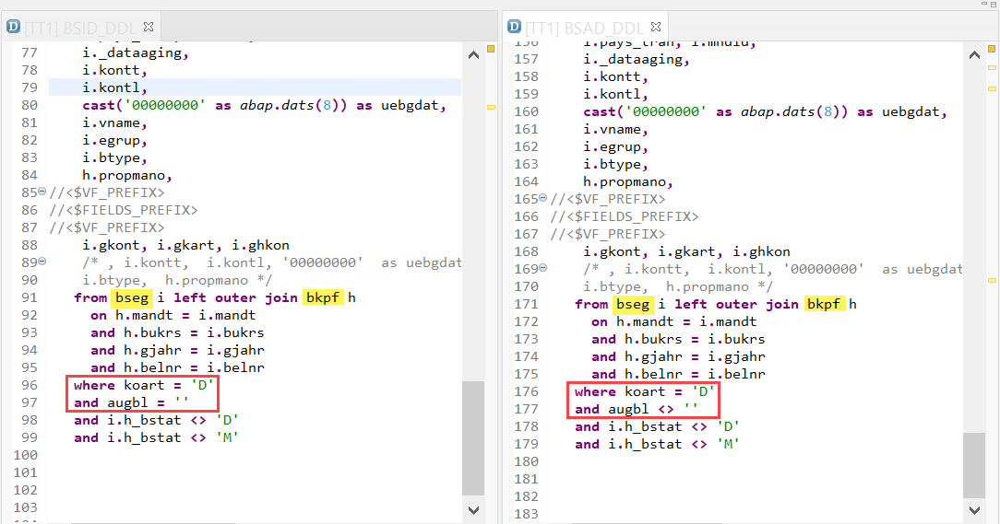 [TT1] BSID_DDL
77 i._dataaging,
78 i.kontt,
79 i.kontl,
80 cast('00000000' as abap.dats(8)) as uebgdat,
81 i.vname,
82 i.egrup,
83 i.btype,
84 h.propmano,
85 //<$VF_PREFIX>
86 //<$FIELDS_PREFIX>
87 //<$VF_PREFIX>
88 i.gkont, i.gkart, i.ghkon
89 /* , i.kontt,  i.kontl, '00000000'  as uebgdat
90 i.btype,  h.propmano */
91 from bseg i left outer join bkpf h
92 on h.mandt = i.mandt
93 and h.bukrs = i.bukrs
94 and h.gjahr = i.gjahr
95 and h.belnr = i.belnr
96 where koart = 'D'
97 and augbl = ''
98 and i.h_bstat <> 'D'
99 and i.h_bstat <> 'M'
100
101
102
103
[TT1] BSAD_DDL
156 i.pays_tran, i.mndid,
157 i._dataaging,
158 i.kontt,
159 i.kontl,
160 cast('00000000' as abap.dats(8)) as uebgdat,
161 i.vname,
162 i.egrup,
163 i.btype,
164 h.propmano,
165 //<$VF_PREFIX>
166 //<$FIELDS_PREFIX>
167 //<$VF_PREFIX>
168 i.gkont, i.gkart, i.ghkon
169 /* , i.kontt,  i.kontl, '00000000'  as uebgdat
170 i.btype,  h.propmano */
171 from bseg i left outer join bkpf h
172 on h.mandt = i.mandt
173 and h.bukrs = i.bukrs
174 and h.gjahr = i.gjahr
175 and h.belnr = i.belnr
176 where koart = 'D'
177 and augbl <> ''
178 and i.h_bstat <> 'D'
179 and i.h_bstat <> 'M'
180
181
182
183